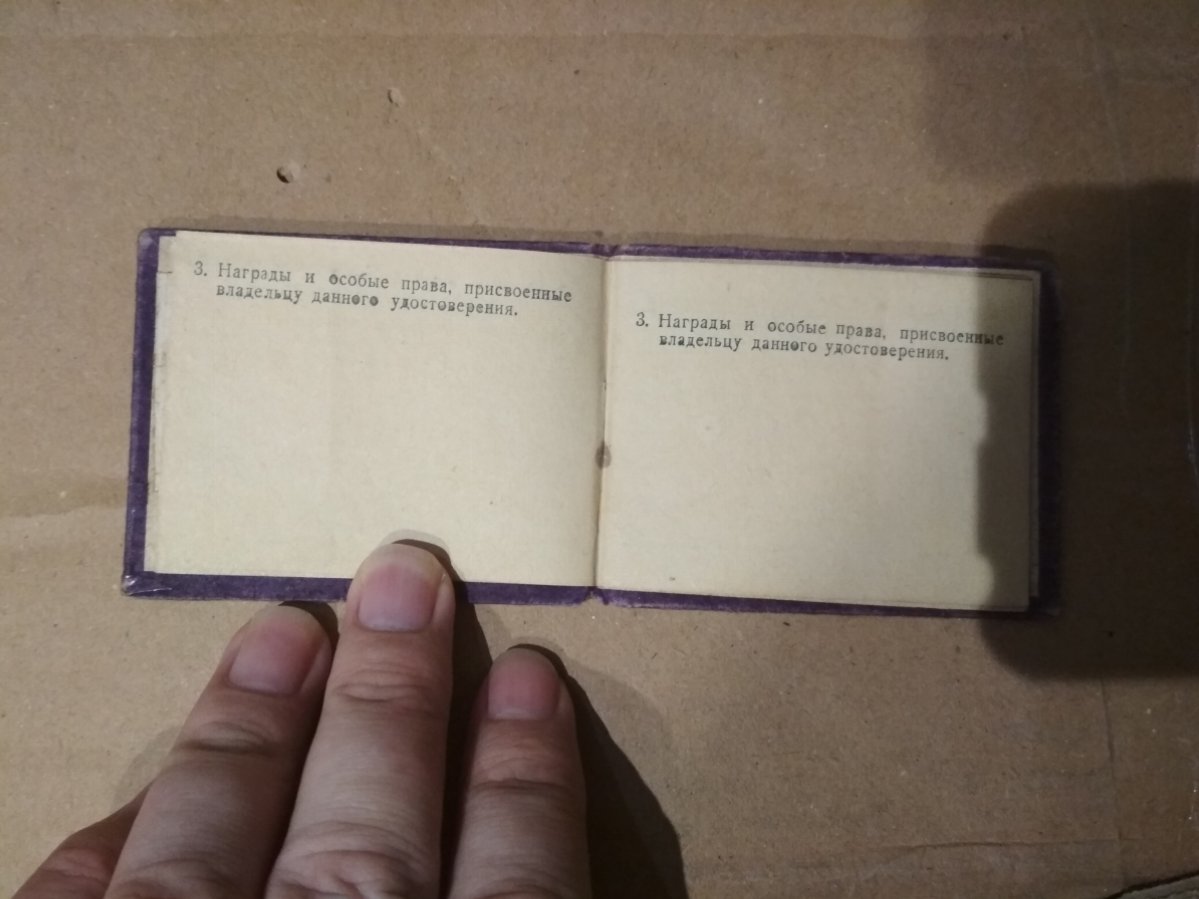 3. Награды и особые права, присвоенные
владельцу данного удостоверения.
3. Награды и особые права, присвоенные
владельцу данного удостоверения.